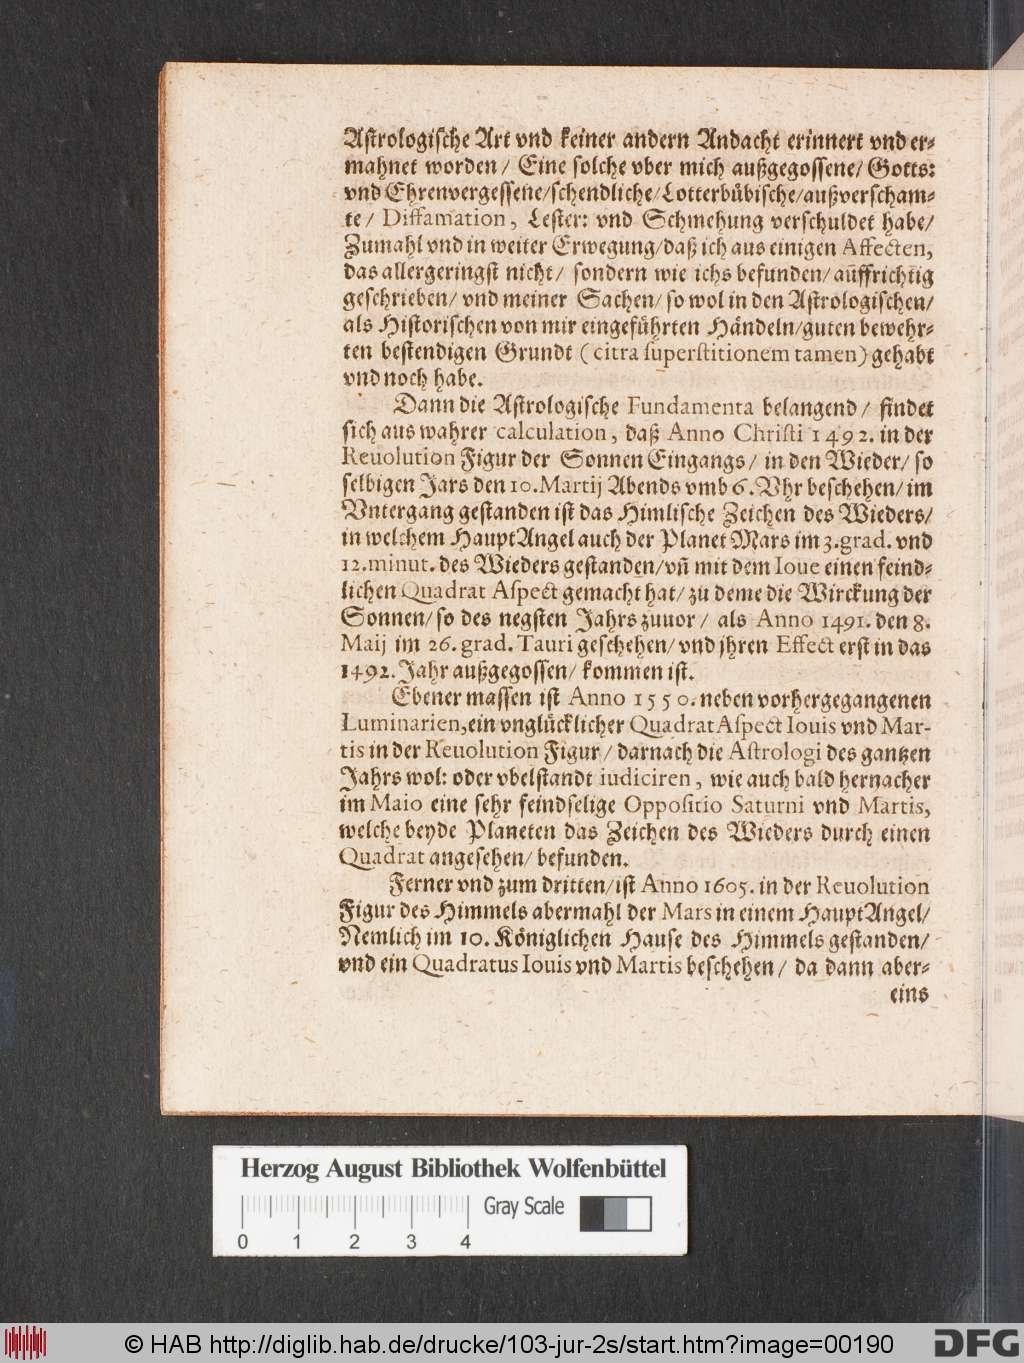 Astrologische Art vnd keiner andern Andacht erinnert vnd er-
mahnet worden/ Eine solche vber mich außgegossene/ Gotts:
vnd Ehrenvergessene/schendliche/Lotterbübische/außverscham-
te/ Diffamation, Lester: vnd Schmehung verschuldet habe/
Zumahl vnd in weiter Erwegung/daß ich aus einigen Affecten,
das allergeringst nicht/ sondern wie ichs befunden/ auffrichtig
geschrieben/ vnd meiner Sachen/ so wol in den Astrologischen/
als Historischen von mir eingeführten Händeln/guten bewehr-
ten bestendigen Grundt (citra superstitionem tamen) gehabt
vnd noch habe.
Dann die Astrologische Fundamenta belangend/ findet
sich aus wahrer calculation, daß Anno Christi 1492. in der
Reuolution Figur der Sonnen Eingangs/ in den Wieder/ so
selbigen Jars den 10. Martij Abends vmb 6. Vhr beschehen/ im
Vntergang gestanden ist das Himlische Zeichen des Wieders/
in welchem Haupt Angel auch der Planet Mars im 3. grad. vnd
12. minut. des Wieders gestanden/vñ mit dem Ioue einen feind-
lichen Quadrat Aspect gemacht hat/ zu deme die Wirckung der
Sonnen/ so des negsten Jahrs zuuor/ als Anno 1491. den 8.
Maij im 26. grad. Tauri geschehen/ vnd jhren Effect erst in das
1492. Jahr außgegossen/ kommen ist.
Ebener massen ist Anno 1550. neben vorhergegangenen
Luminarien, ein vnglücklicher Quadrat Aspect Iouis vnd Mar-
tis in der Reuolution Figur/ darnach die Astrologi des gantzen
Jahrs wol: oder vbelstandt iudiciren, wie auch bald hernacher
im Maio eine sehr feindselige Oppositio Saturni vnd Martis,
welche beyde Planeten das Zeichen des Wieders durch einen
Quadrat angesehen/ befunden.
Ferner vnd zum dritten/ist Anno 1605. in der Reuolution
Figur des Himmels abermahl der Mars in einem Haupt Angel/
Nemlich im 10. Königlichen Hause des Himmels gestanden/
vnd ein Quadratus Iouis vnd Martis beschehen/ da dann aber-
eins
Herzog August Bibliothek Wolfenbüttel
Gray Scale
0 1 2 3 4
© HAB http://diglib.hab.de/drucke/103-jur-2s/start.htm?image=00190
DFG